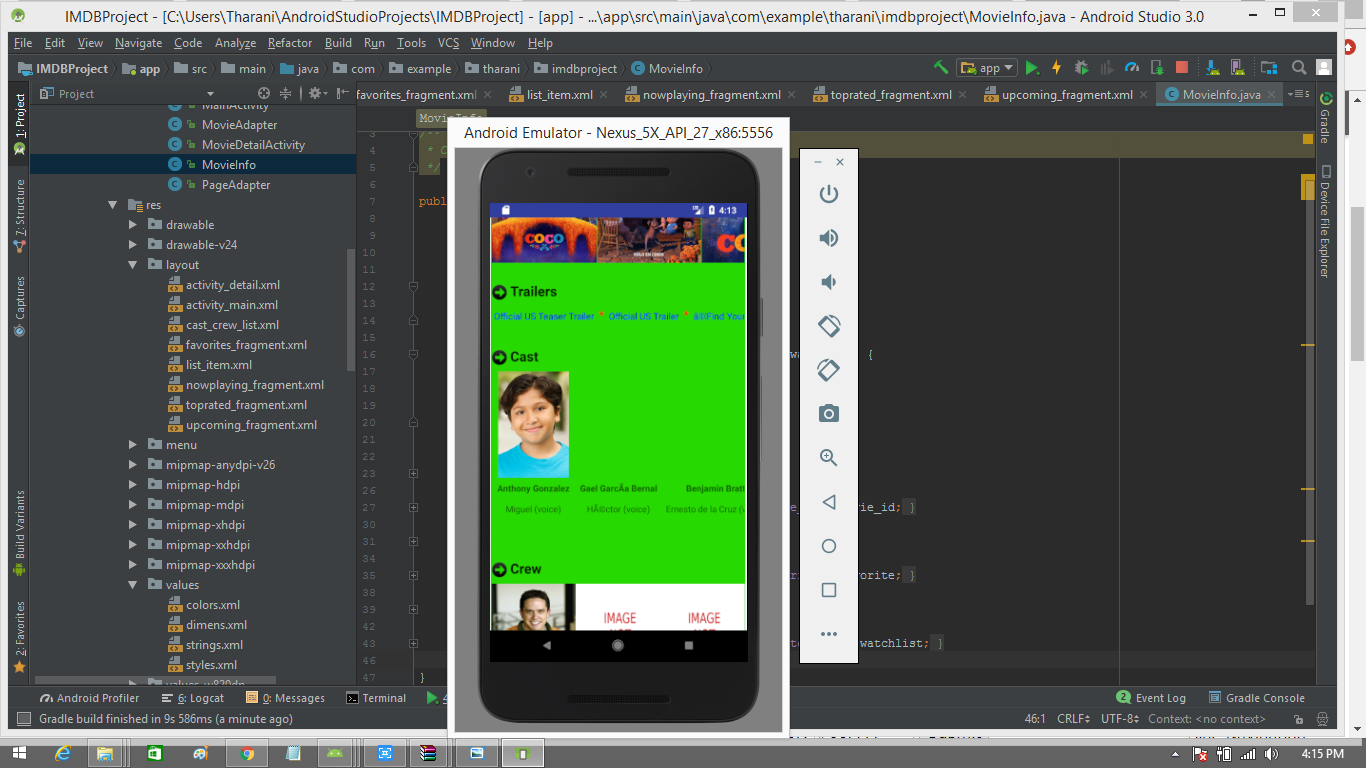 IMDBProject - [C:\Users\Tharani\AndroidStudioProjects\IMDBProject] - [app] - ...\app\src\main\java\com\example\tharani\imdbproject\MovieInfo.java - Android Studio 3.0
File Edit View Navigate Code Analyze Refactor Build Run Tools VCS Window Help
IMDBProject app src main java com example tharani imdbproject MovieInfo app
Project favorites_fragment.xml list_item.xml nowplaying_fragment.xml toprated_fragment.xml upcoming_fragment.xml MovieInfo.java
1: Project
7: Structure
Captures
Build Variants
2: Favorites
MainActivity
MovieAdapter
MovieDetailActivity
MovieInfo
PageAdapter
res
drawable
drawable-v24
layout
activity_detail.xml
activity_main.xml
cast_crew_list.xml
favorites_fragment.xml
list_item.xml
nowplaying_fragment.xml
toprated_fragment.xml
upcoming_fragment.xml
menu
mipmap-anydpi-v26
mipmap-hdpi
mipmap-mdpi
mipmap-xhdpi
mipmap-xxhdpi
mipmap-xxxhdpi
values
colors.xml
dimens.xml
strings.xml
styles.xml
values-w820dp
MovieInfo
3 /**
4 * C
5 */
6
7 publ
8
9
10
11
12
13
14
15
16 {
17
18
19
20
21
22
23
26
27 ie_id; }
30
31
34
35 orite; }
38
39
42
43 watchlist; }
46
47 }
Android Emulator - Nexus_5X_API_27_x86:5556
4:13
COCO
Trailers
Official US Teaser Trailer * Official US Trailer * âFind Your
Cast
Anthony Gonzalez Gael GarcÃa Bernal Benjamin Bratt
Miguel (voice) HÃ©ctor (voice) Ernesto de la Cruz (v
Crew
IMAGE IMAGE
Gradle
Device File Explorer
Android Profiler 6: Logcat 0: Messages Terminal 2 Event Log Gradle Console
Gradle build finished in 9s 586ms (a minute ago) 46:1 CRLF UTF-8 Context: <no context>
4:15 PM